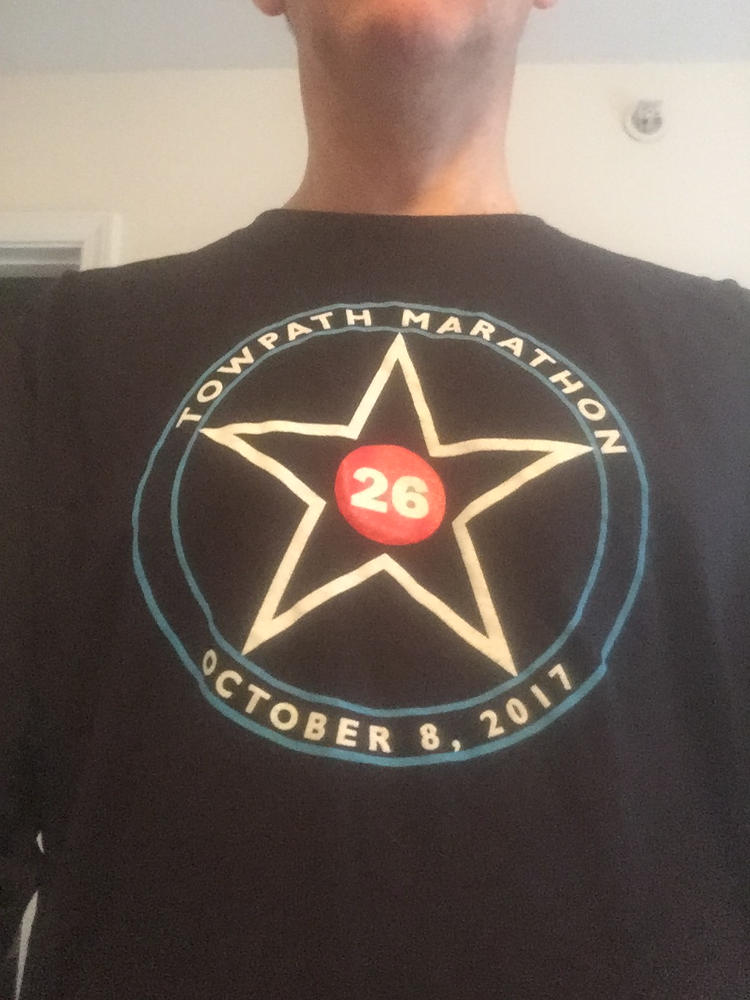 TOWPATH MARATHON
26
OCTOBER 8, 2017